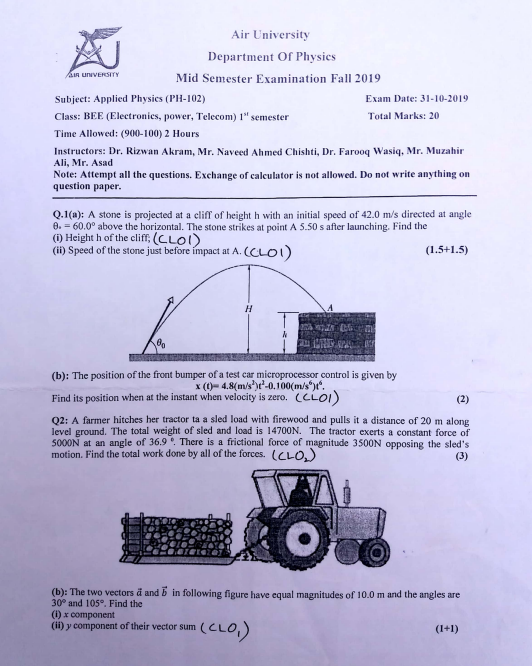 Air University
AIR UNIVERSITY
Department Of Physics
Mid Semester Examination Fall 2019
Subject: Applied Physics (PH-102) Exam Date: 31-10-2019
Class: BEE (Electronics, power, Telecom) 1st semester Total Marks: 20
Time Allowed: (900-100) 2 Hours
Instructors: Dr. Rizwan Akram, Mr. Naveed Ahmed Chishti, Dr. Farooq Wasiq, Mr. Muzahir
Ali, Mr. Asad
Note: Attempt all the questions. Exchange of calculator is not allowed. Do not write anything on
question paper.
Q.1(a): A stone is projected at a cliff of height h with an initial speed of 42.0 m/s directed at angle
θ₀ = 60.0° above the horizontal. The stone strikes at point A 5.50 s after launching. Find the
(i) Height h of the cliff; (CLO1)
(ii) Speed of the stone just before impact at A. (CLO1) (1.5+1.5)
H
A
h
θ₀
(b): The position of the front bumper of a test car microprocessor control is given by
x (t)= 4.8(m/s²)t²-0.100(m/s⁶)t⁶.
Find its position when at the instant when velocity is zero. (CLO1) (2)
Q2: A farmer hitches her tractor ta a sled load with firewood and pulls it a distance of 20 m along
level ground. The total weight of sled and load is 14700N. The tractor exerts a constant force of
5000N at an angle of 36.9 °. There is a frictional force of magnitude 3500N opposing the sled's
motion. Find the total work done by all of the forces. (CLO2) (3)
(b): The two vectors a⃗ and b⃗ in following figure have equal magnitudes of 10.0 m and the angles are
30° and 105°. Find the
(i) x component
(ii) y component of their vector sum (CLO1) (1+1)